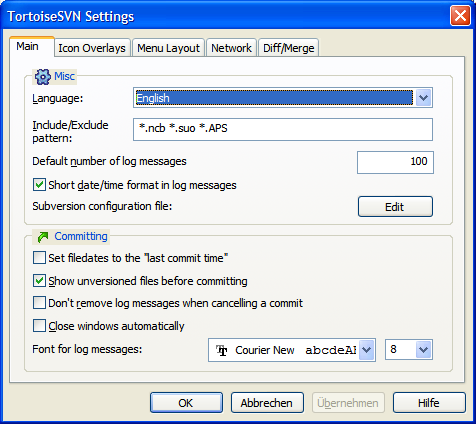 TortoiseSVN Settings
Main Icon Overlays Menu Layout Network Diff/Merge
Misc
Language: English
Include/Exclude pattern: *.ncb *.suo *.APS
Default number of log messages 100
Short date/time format in log messages
Subversion configuration file: Edit
Committing
Set filedates to the "last commit time"
Show unversioned files before committing
Don't remove log messages when cancelling a commit
Close windows automatically
Font for log messages: Courier New abcdeA 8
OK Abbrechen Übernehmen Hilfe